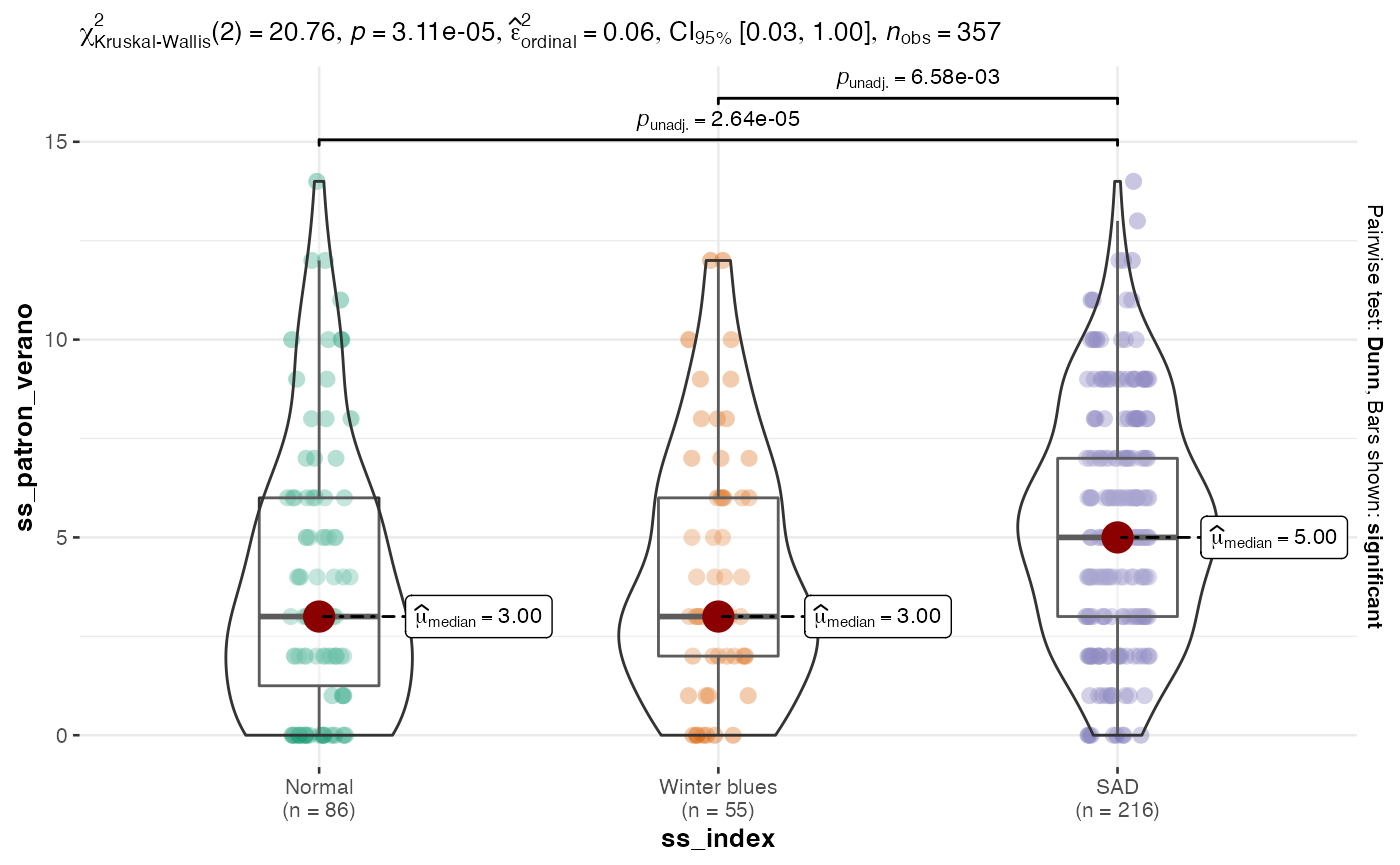 χ²Kruskal-Wallis(2) = 20.76, p = 3.11e-05, ε̂²ordinal = 0.06, CI95% [0.03, 1.00], nobs = 357
punadj. = 6.58e-03
punadj. = 2.64e-05
15
10
5
0
ss_patron_verano
μ̂median = 3.00
μ̂median = 3.00
μ̂median = 5.00
Pairwise test: Dunn, Bars shown: significant
Normal
(n = 86)
Winter blues
(n = 55)
SAD
(n = 216)
ss_index